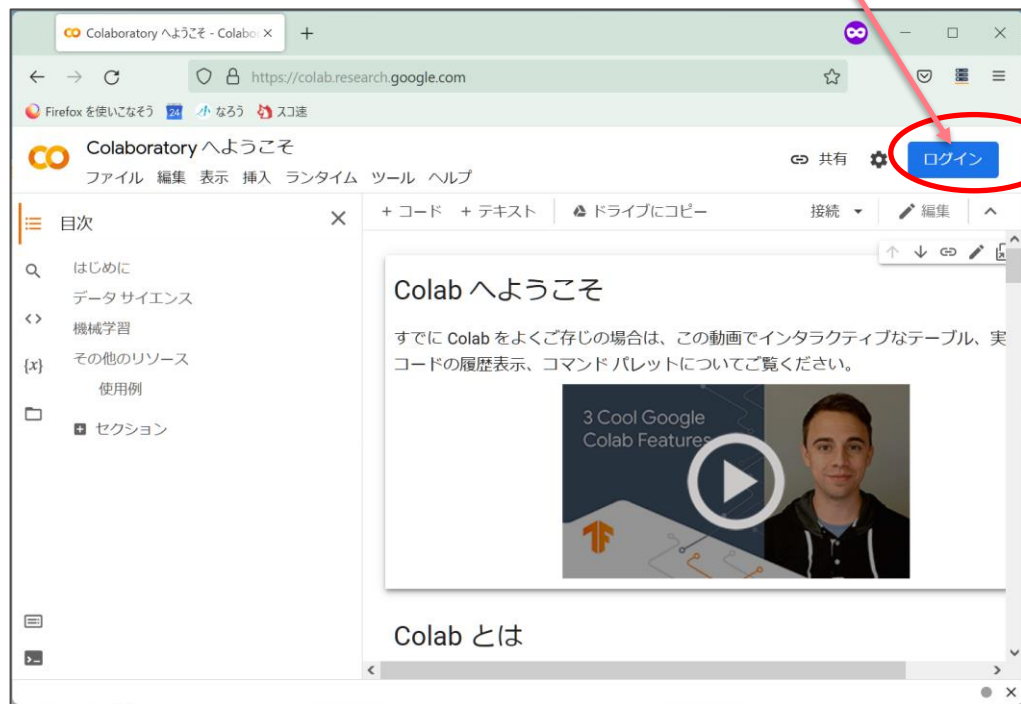 Colaboratory へようこそ - Colabo
https://colab.research.google.com
Firefox を使いこなそう 24 なろう スコ速
Colaboratory へようこそ
共有 ログイン
ファイル 編集 表示 挿入 ランタイム ツール ヘルプ
目次
+ コード + テキスト ドライブにコピー 接続 編集
はじめに
データ サイエンス
機械学習
その他のリソース
使用例
セクション
{x}
Colab へようこそ
すでに Colab をよくご存じの場合は、この動画でインタラクティブなテーブル、実
コードの履歴表示、コマンド パレットについてご覧ください。
3 Cool Google
Colab Features
Colab とは